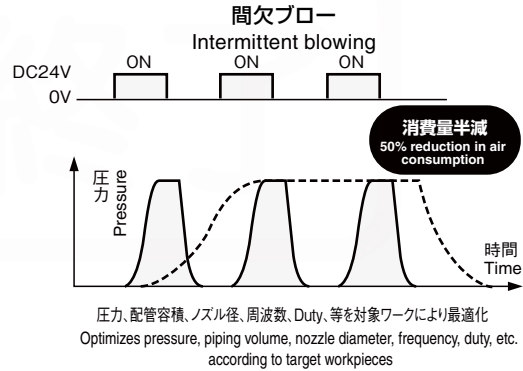 間欠ブロー
Intermittent blowing
ON ON ON
DC24V
0V
消費量半減
50% reduction in air
consumption
圧力
Pressure
時間
Time
圧力、配管容積、ノズル径、周波数、Duty、等を対象ワークにより最適化
Optimizes pressure, piping volume, nozzle diameter, frequency, duty, etc.
according to target workpieces